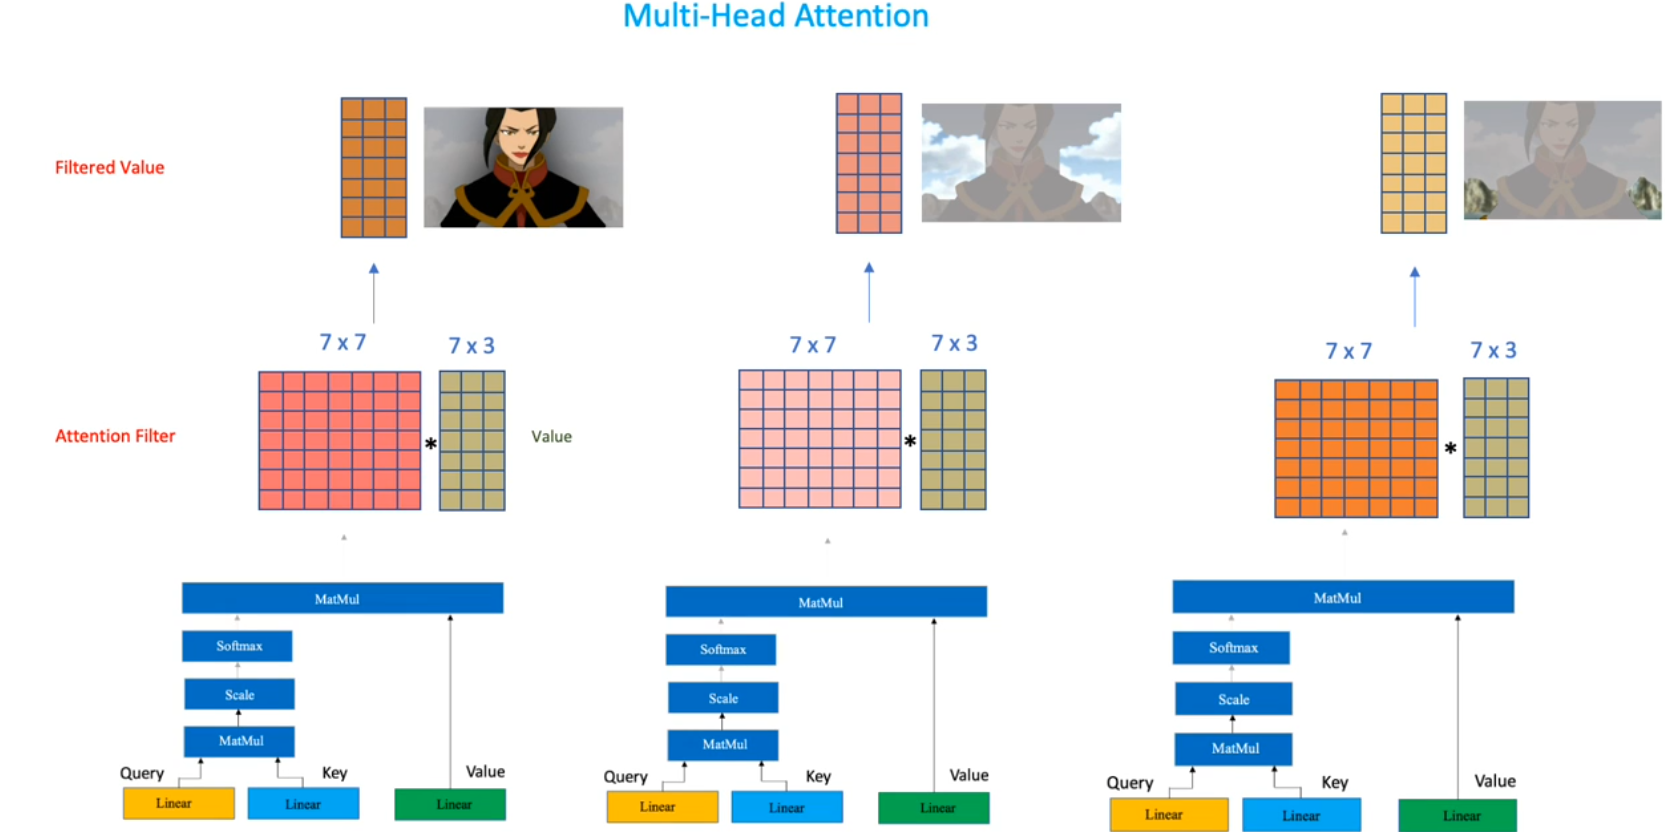 Multi-Head Attention
Filtered Value
7 x 7
7 x 3
7 x 7
7 x 3
7 x 7
7 x 3
Attention Filter
*
Value
*
*
MatMul
MatMul
MatMul
Softmax
Softmax
Softmax
Scale
Scale
Scale
MatMul
MatMul
MatMul
Query
Key
Value
Query
Key
Value
Query
Key
Value
Linear
Linear
Linear
Linear
Linear
Linear
Linear
Linear
Linear